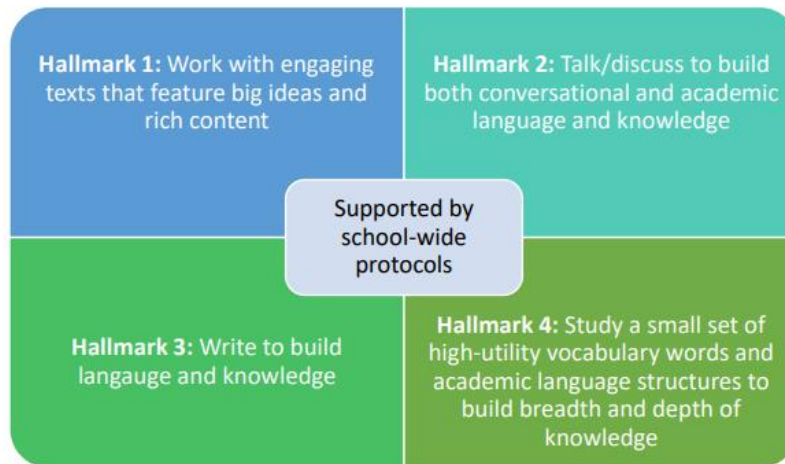 Hallmark 1: Work with engaging
texts that feature big ideas and
rich content
Hallmark 2: Talk/discuss to build
both conversational and academic
language and knowledge
Supported by
school-wide
protocols
Hallmark 3: Write to build
langauge and knowledge
Hallmark 4: Study a small set of
high-utility vocabulary words and
academic language structures to
build breadth and depth of
knowledge